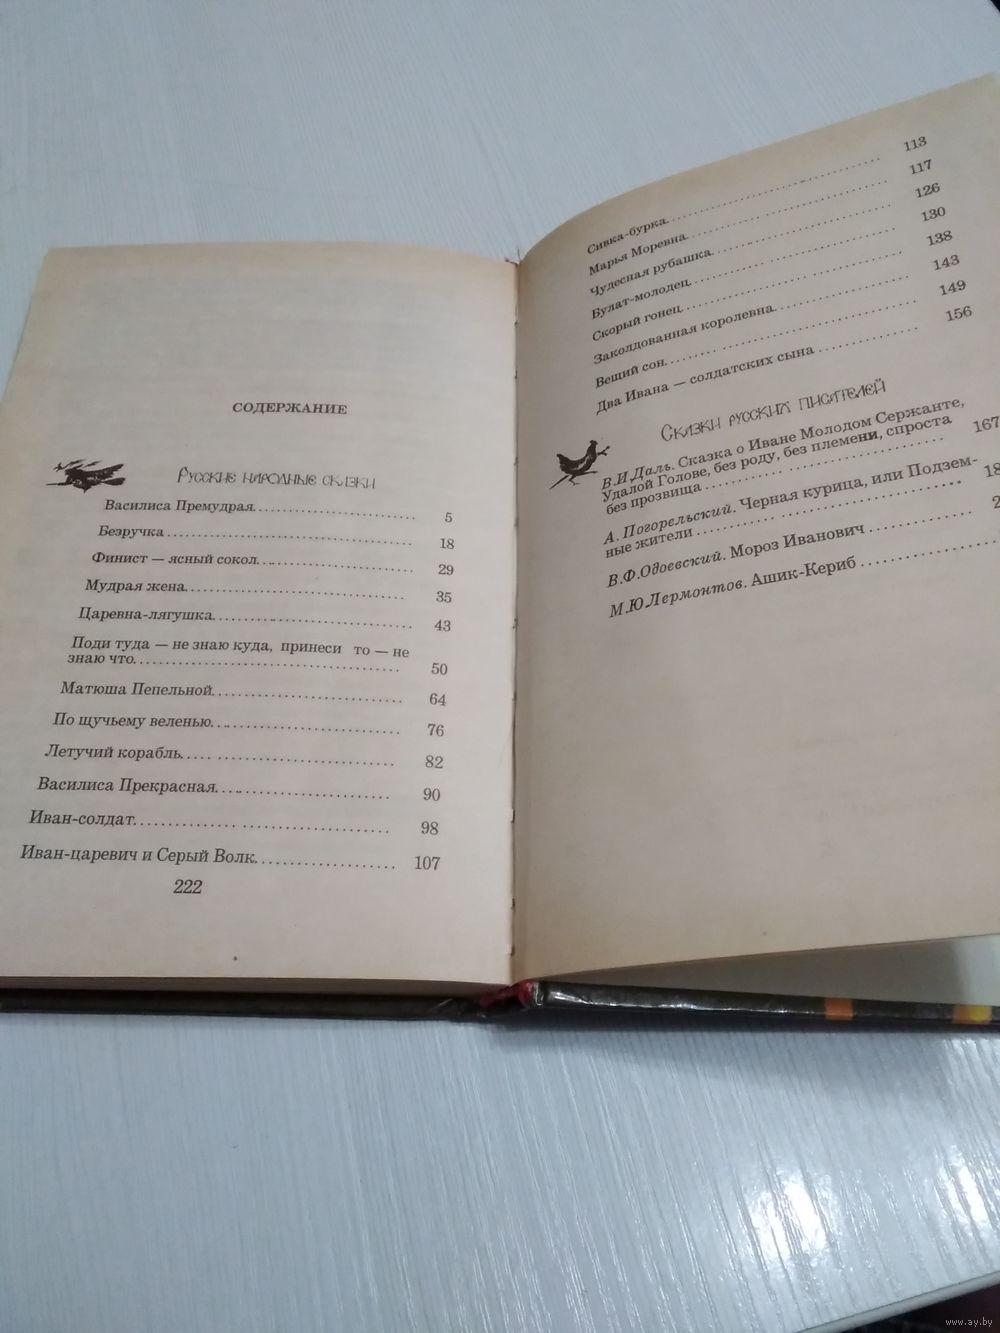 СОДЕРЖАНИЕ
Русские народные сказки
Василиса Премудрая 5
Безручка 18
Финист — ясный сокол 29
Мудрая жена 35
Царевна-лягушка 43
Поди туда — не знаю куда, принеси то — не
знаю что 50
Матюша Пепельной 64
По щучьему веленью 76
Летучий корабль 82
Василиса Прекрасная 90
Иван-солдат 98
Иван-царевич и Серый Волк 107
222
Сивка-бурка 113
Марья Моревна 117
Чудесная рубашка 126
Булат-молодец 130
Скорый гонец 138
Заколдованная королевна 143
Вещий сон 149
Два Ивана — солдатских сына 156
Сказки русских писателей
В.И.Даль. Сказка о Иване Молодом Сержанте,
Удалой Голове, без роду, без племени, спроста
без прозвища 167
А. Погорельский. Черная курица, или Подзем-
ные жители
В.Ф.Одоевский. Мороз Иванович
М.Ю.Лермонтов. Ашик-Кериб
www.ay.by